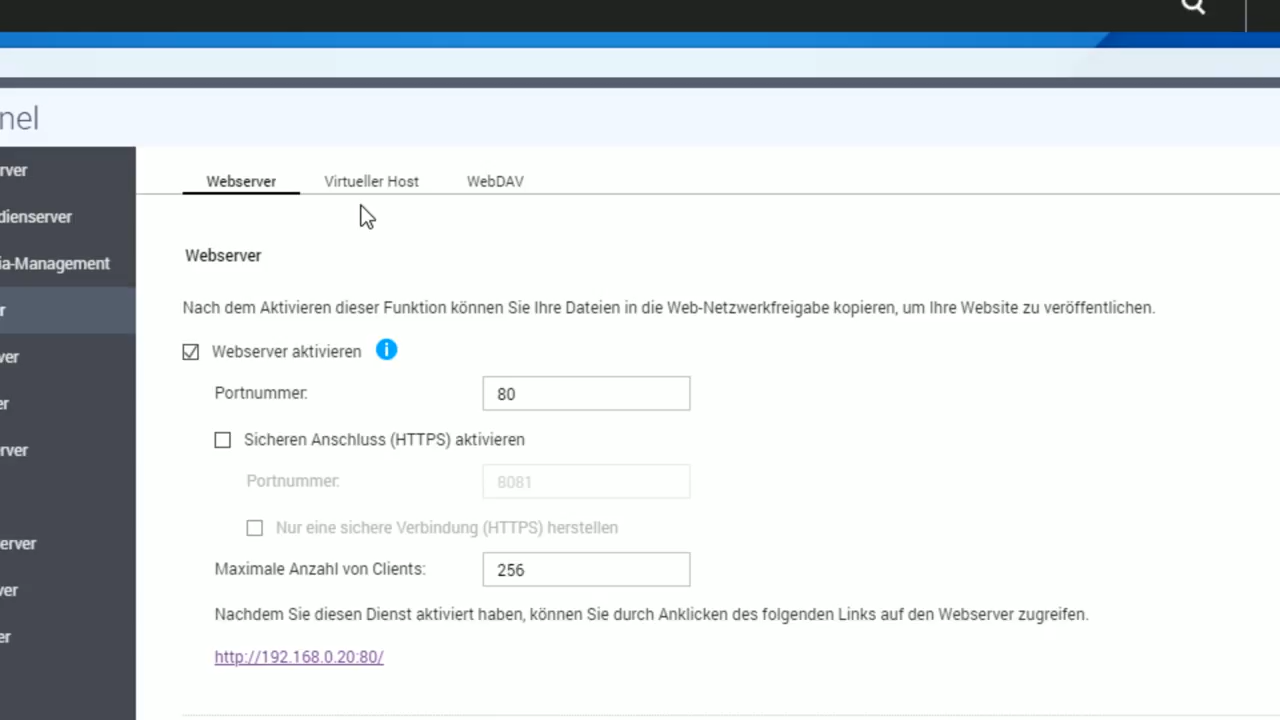 nel
rver
dienserver
ia-Management
r
ver
er
rver
erver
ver
er
Webserver Virtueller Host WebDAV
Webserver
Nach dem Aktivieren dieser Funktion können Sie Ihre Dateien in die Web-Netzwerkfreigabe kopieren, um Ihre Website zu veröffentlichen.
Webserver aktivieren
Portnummer: 80
Sicheren Anschluss (HTTPS) aktivieren
Portnummer: 8081
Nur eine sichere Verbindung (HTTPS) herstellen
Maximale Anzahl von Clients: 256
Nachdem Sie diesen Dienst aktiviert haben, können Sie durch Anklicken des folgenden Links auf den Webserver zugreifen.
http://192.168.0.20:80/